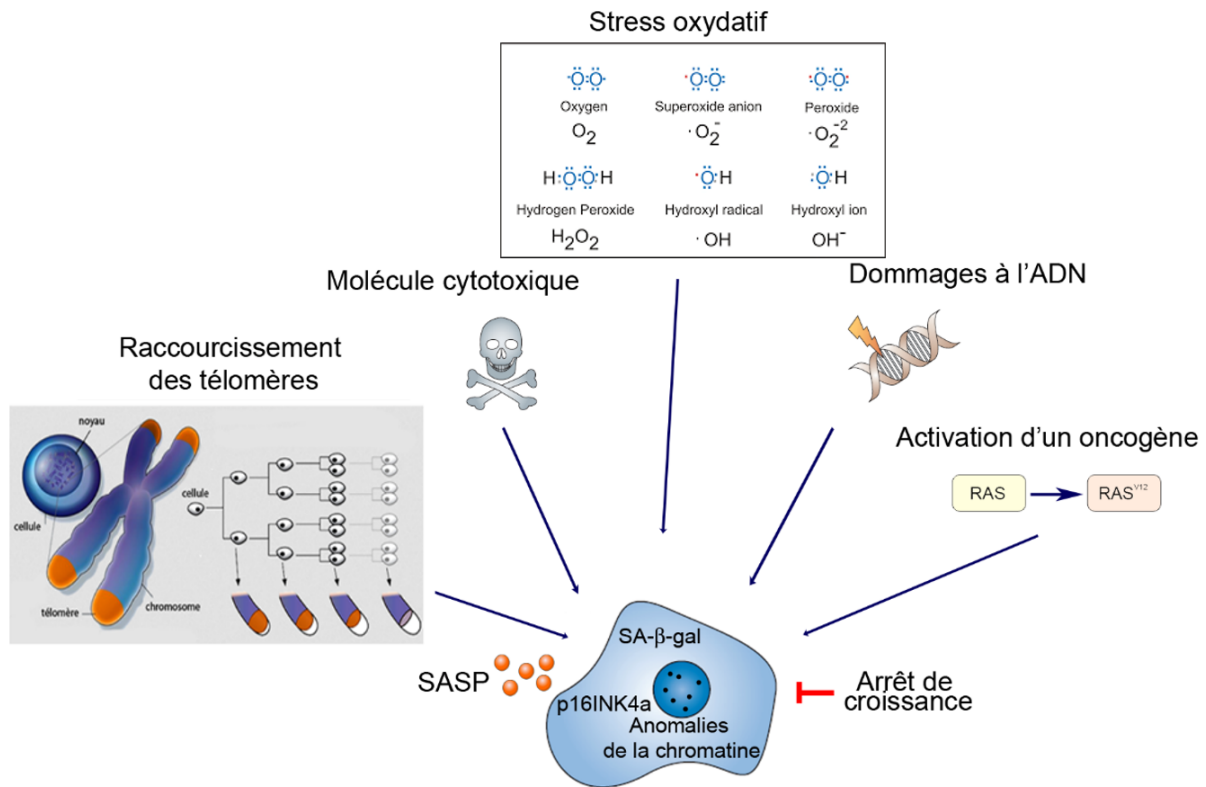 Stress oxydatif
Oxygen Superoxide anion Peroxide
O2 ·O2- ·O2-2
H:O:O:H ·O:H :O:H
Hydrogen Peroxide Hydroxyl radical Hydroxyl ion
H2O2 ·OH OH-
Molécule cytotoxique
Dommages à l'ADN
Raccourcissement
des télomères
noyau
cellule
cellule
télomère
chromosome
Activation d'un oncogène
RAS RASV12
SA-β-gal
SASP
p16INK4a
Anomalies
de la chromatine
Arrêt de
croissance